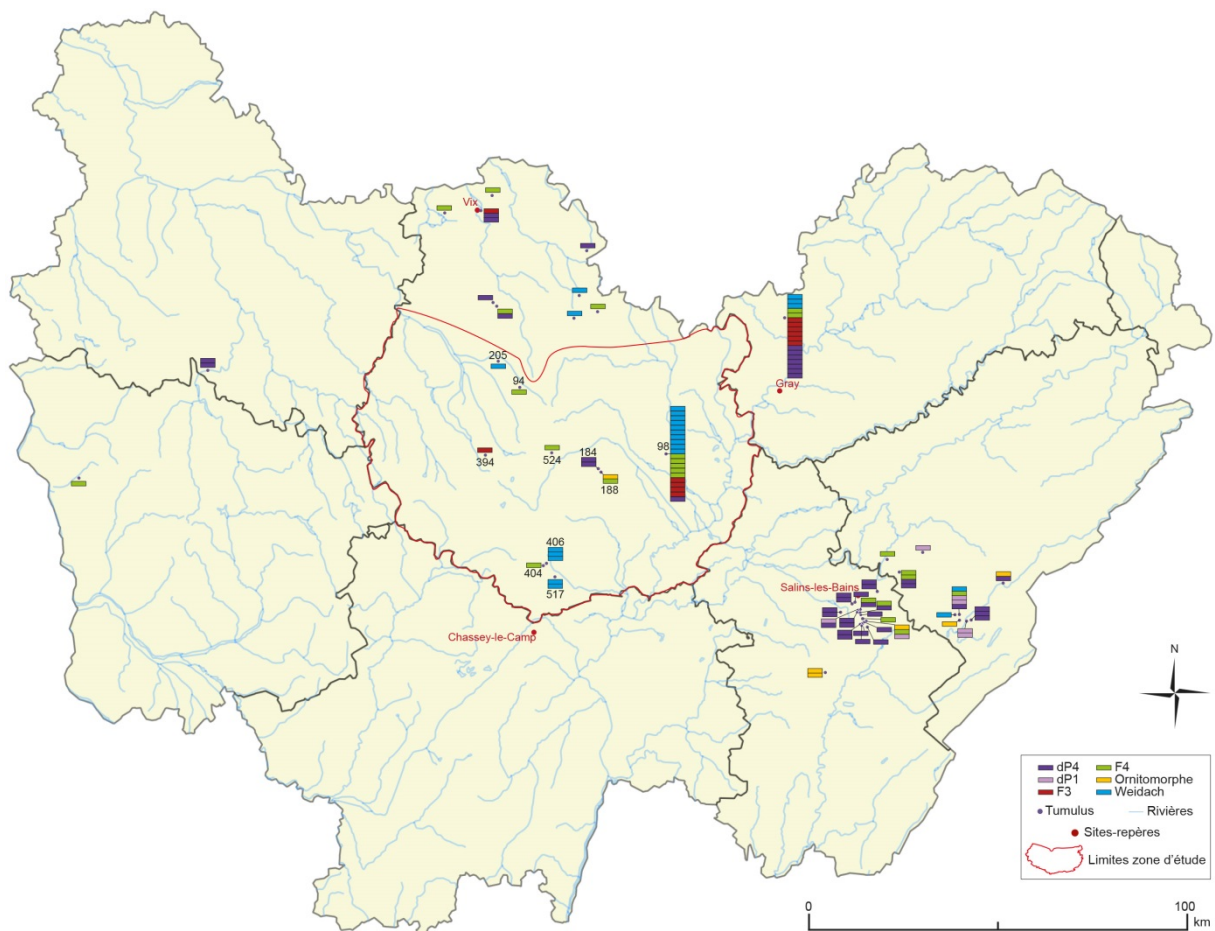 Vix
205
94
Gray
98
394
524
184
188
406
404
517
Salins-les-Bains
Chassey-le-Camp
N
dP4 F4
dP1 Ornitomorphe
F3 Weidach
Tumulus Rivières
Sites-repères
Limites zone d'étude
0 100
km